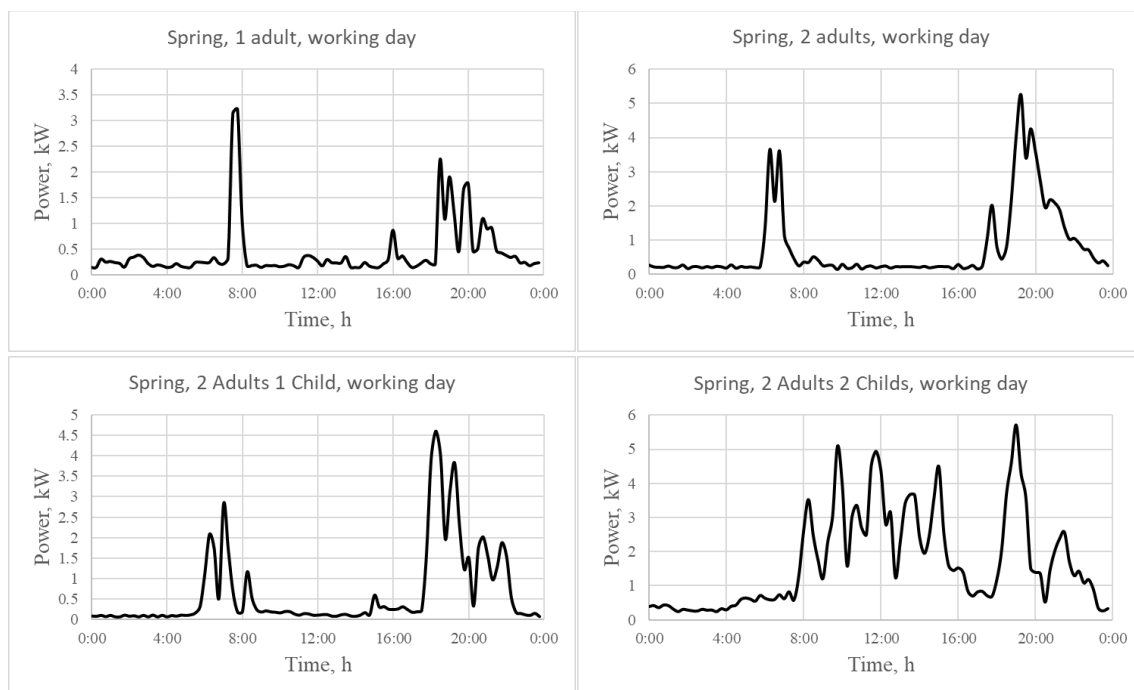 Spring, 1 adult, working day
4
3.5
3
2.5
2
1.5
1
0.5
0
Power, kW
0:00 4:00 8:00 12:00 16:00 20:00 0:00
Time, h
Spring, 2 adults, working day
6
5
4
3
2
1
0
Power, kW
0:00 4:00 8:00 12:00 16:00 20:00 0:00
Time, h
Spring, 2 Adults 1 Child, working day
5
4.5
4
3.5
3
2.5
2
1.5
1
0.5
0
Power, kW
0:00 4:00 8:00 12:00 16:00 20:00 0:00
Time, h
Spring, 2 Adults 2 Childs, working day
6
5
4
3
2
1
0
Power, kW
0:00 4:00 8:00 12:00 16:00 20:00 0:00
Time, h